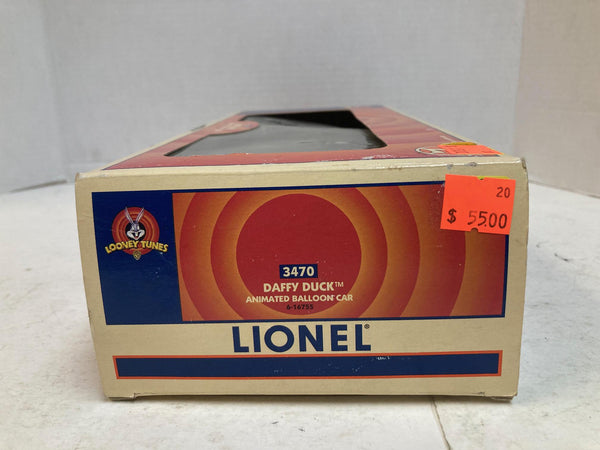 20
$ 55.00
LOONEY TUNES
3470
DAFFY DUCK™
ANIMATED BALLOON CAR
6-16755
LIONEL®